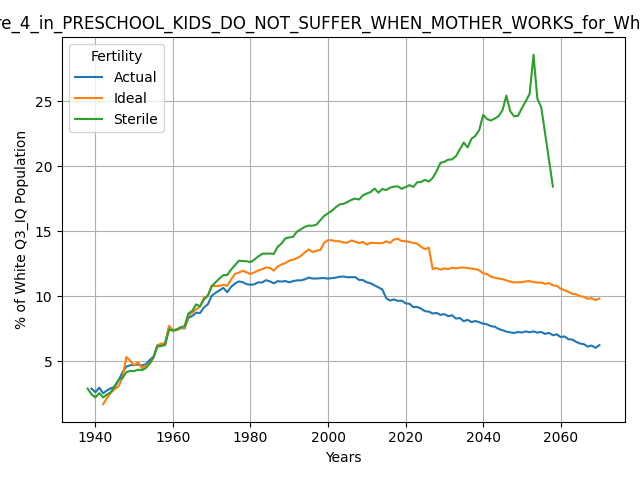 re_4_in_PRESCHOOL_KIDS_DO_NOT_SUFFER_WHEN_MOTHER_WORKS_for_Wh
Fertility
Actual
Ideal
Sterile
% of White Q3_IQ Population
25
20
15
10
5
1940 1960 1980 2000 2020 2040 2060
Years